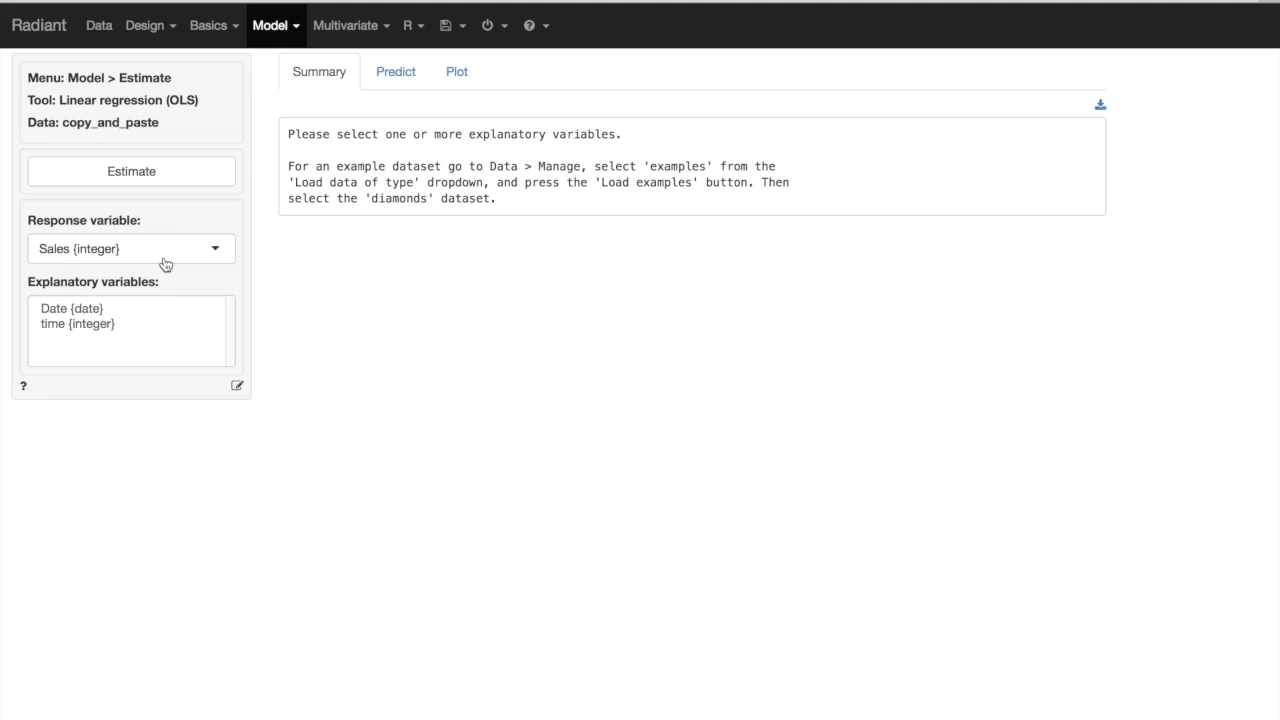 Radiant Data Design Basics Model Multivariate R
Menu: Model > Estimate
Tool: Linear regression (OLS)
Data: copy_and_paste
Estimate
Response variable:
Sales {integer}
Explanatory variables:
Date {date}
time {integer}
?
Summary Predict Plot
Please select one or more explanatory variables.
For an example dataset go to Data > Manage, select 'examples' from the
'Load data of type' dropdown, and press the 'Load examples' button. Then
select the 'diamonds' dataset.